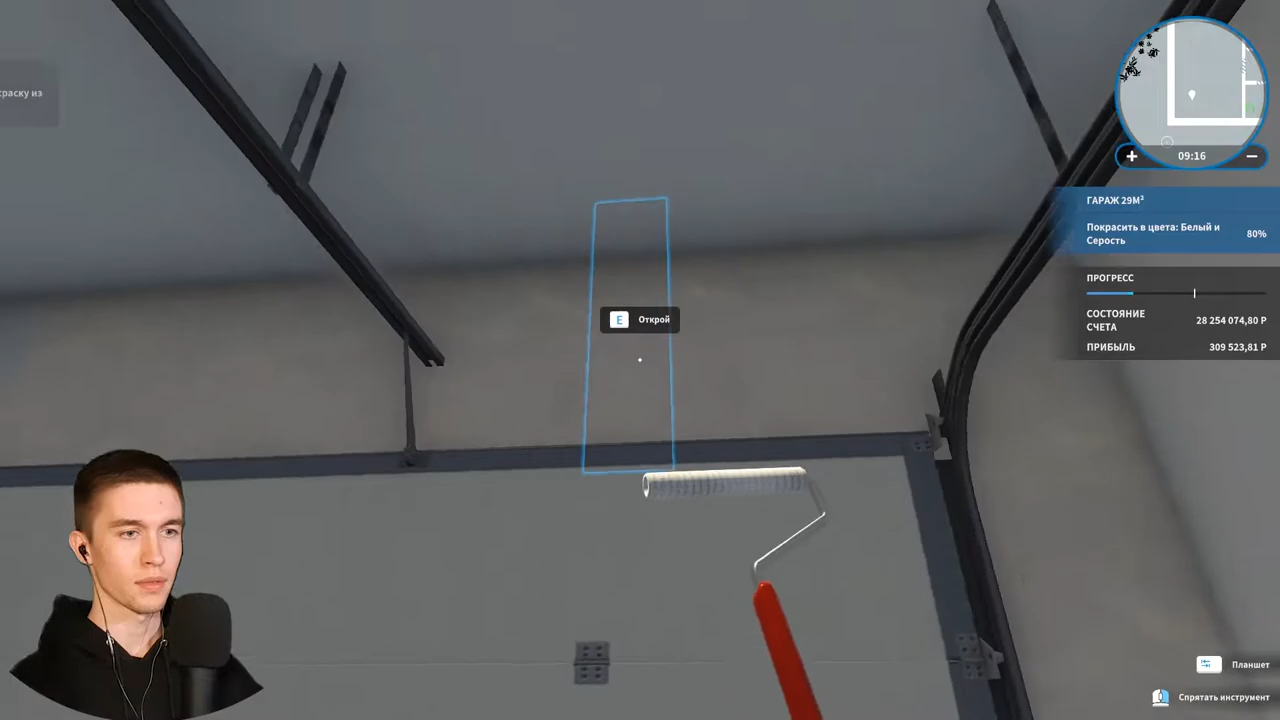 краску из
09:16
ГАРАЖ 29М²
Покрасить в цвета: Белый и
Серость
80%
ПРОГРЕСС
СОСТОЯНИЕ
СЧЕТА
28 254 074,80 Р
ПРИБЫЛЬ
309 523,81 Р
E Открой
Планшет
Спрятать инструмент